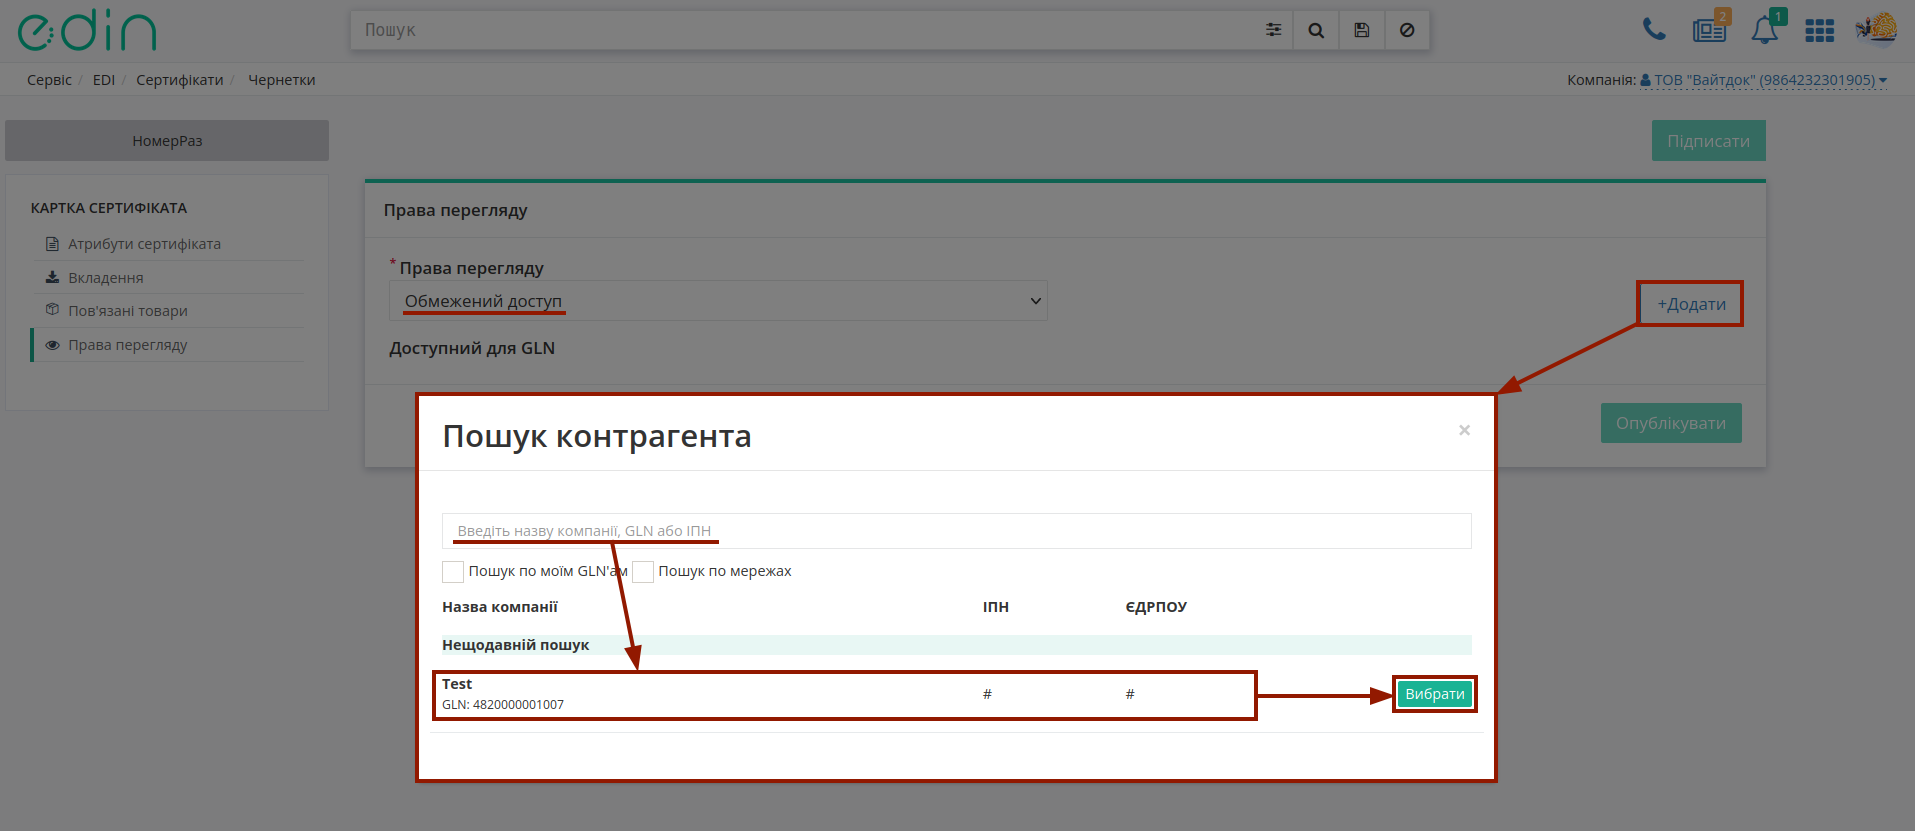 edin
Пошук
2
1
Сервіс / EDI / Сертифікати / Чернетки
Компанія: ТОВ "Вайтдок" (9864232301905)
НомерРаз
Підписати
КАРТКА СЕРТИФІКАТА
Атрибути сертифіката
Вкладення
Пов'язані товари
Права перегляду
Права перегляду
* Права перегляду
Обмежений доступ
+Додати
Доступний для GLN
Опублікувати
Пошук контрагента
×
Введіть назву компанії, GLN або ІПН
Пошук по моїм GLN'ам Пошук по мережах
Назва компанії ІПН ЄДРПОУ
Нещодавній пошук
Test
GLN: 4820000001007
# #
Вибрати